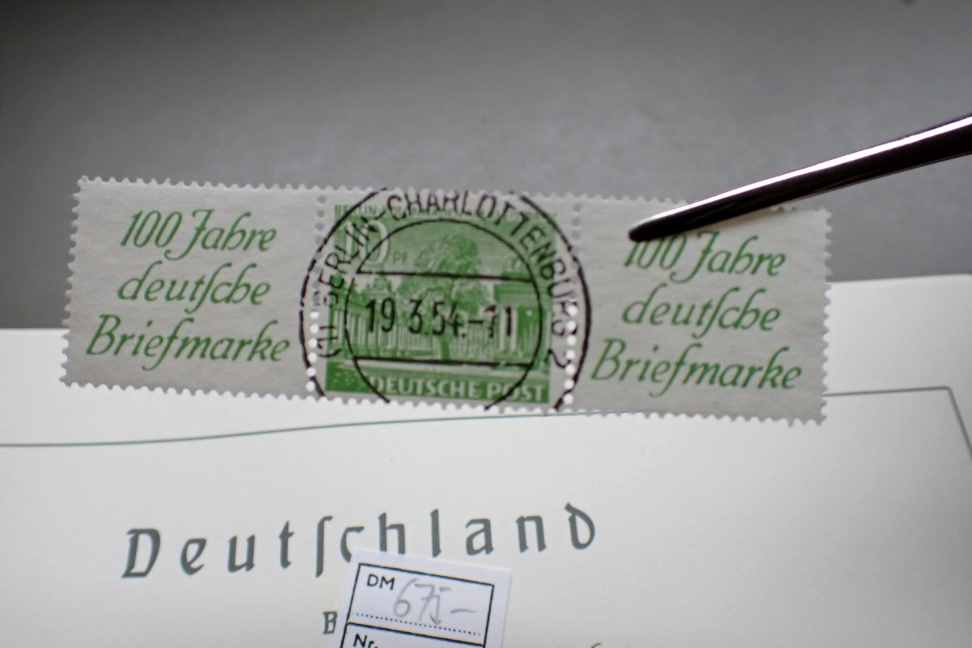 100 Jahre
deutſche
Briefmarke
BERLIN-CHARLOTTENBURG 2
19.3.54.-11
DEUTSCHE POST
100 Jahre
deutſche
Briefmarke
Deutſchland
DM 675,-
Nr.